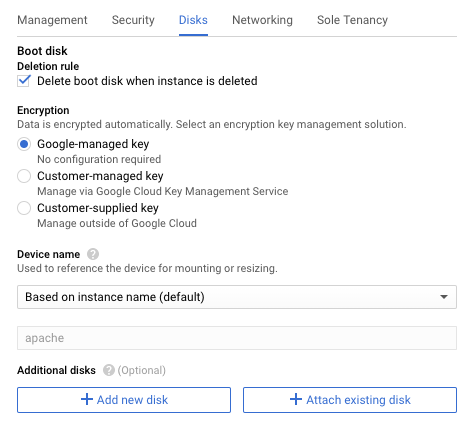 Management Security Disks Networking Sole Tenancy
Boot disk
Deletion rule
Delete boot disk when instance is deleted
Encryption
Data is encrypted automatically. Select an encryption key management solution.
Google-managed key
No configuration required
Customer-managed key
Manage via Google Cloud Key Management Service
Customer-supplied key
Manage outside of Google Cloud
Device name ?
Used to reference the device for mounting or resizing.
Based on instance name (default)
apache
Additional disks ? (Optional)
+ Add new disk + Attach existing disk